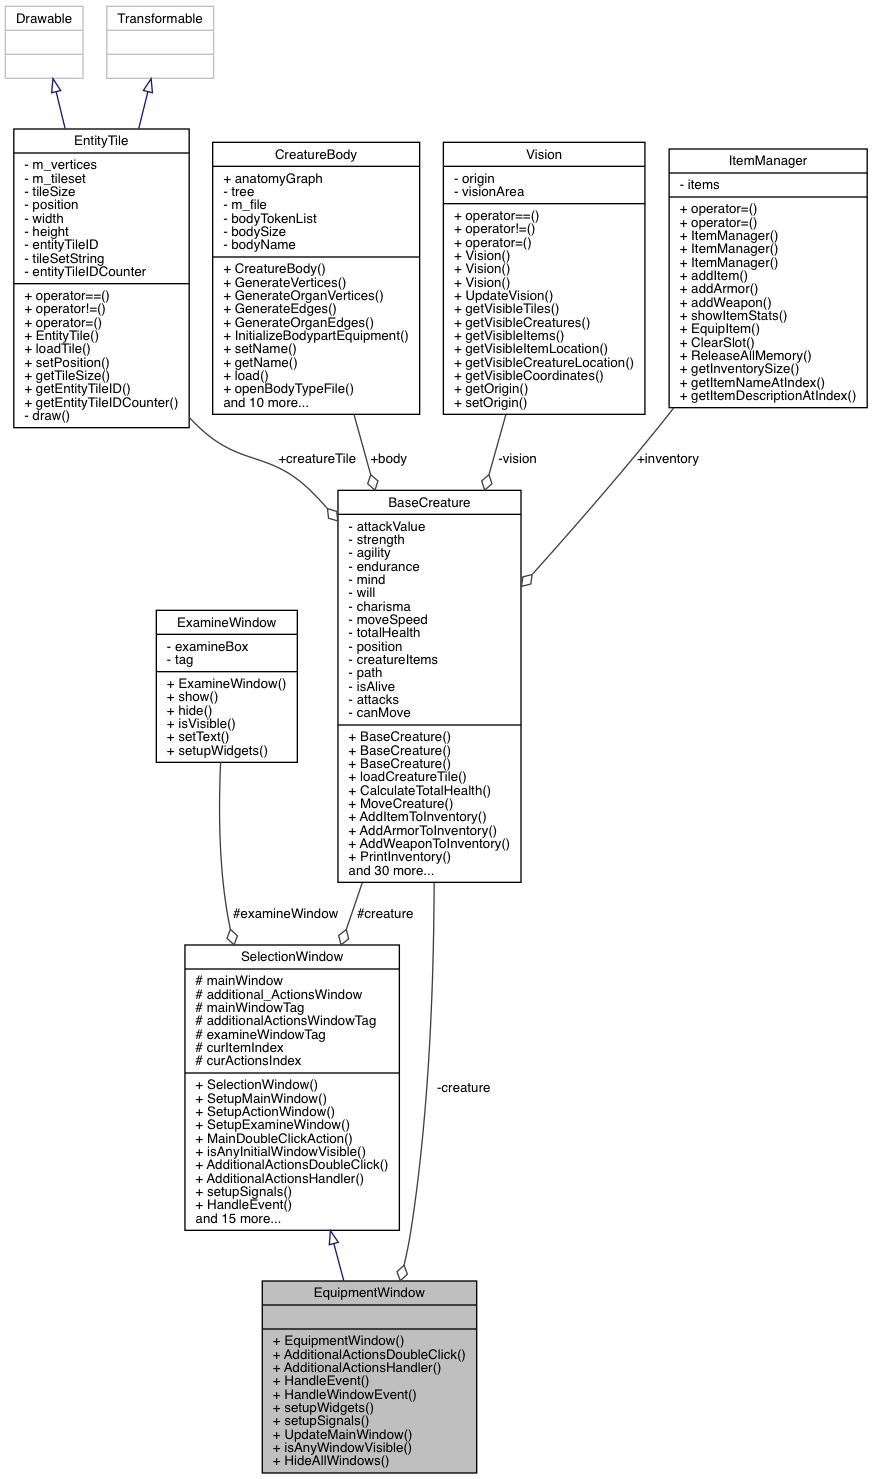 Drawable
Transformable
EntityTile
- m_vertices
- m_tileset
- tileSize
- position
- width
- height
- entityTileID
- tileSetString
- entityTileIDCounter
+ operator==()
+ operator!=()
+ operator=()
+ EntityTile()
+ loadTile()
+ setPosition()
+ getTileSize()
+ getEntityTileID()
+ getEntityTileIDCounter()
- draw()
CreatureBody
+ anatomyGraph
- tree
- m_file
- bodyTokenList
- bodySize
- bodyName
+ CreatureBody()
+ GenerateVertices()
+ GenerateOrganVertices()
+ GenerateEdges()
+ GenerateOrganEdges()
+ InitializeBodypartEquipment()
+ setName()
+ getName()
+ load()
+ openBodyTypeFile()
and 10 more...
Vision
- origin
- visionArea
+ operator==()
+ operator!=()
+ operator=()
+ Vision()
+ Vision()
+ Vision()
+ UpdateVision()
+ getVisibleTiles()
+ getVisibleCreatures()
+ getVisibleItems()
+ getVisibleItemLocation()
+ getVisibleCreatureLocation()
+ getVisibleCoordinates()
+ getOrigin()
+ setOrigin()
ItemManager
- items
+ operator=()
+ operator=()
+ ItemManager()
+ ItemManager()
+ ItemManager()
+ addItem()
+ addArmor()
+ addWeapon()
+ showItemStats()
+ EquipItem()
+ ClearSlot()
+ ReleaseAllMemory()
+ getInventorySize()
+ getItemNameAtIndex()
+ getItemDescriptionAtIndex()
+creatureTile
+body
-vision
+inventory
BaseCreature
- attackValue
- strength
- agility
- endurance
- mind
- will
- charisma
- moveSpeed
- totalHealth
- position
- creatureItems
- path
- isAlive
- attacks
- canMove
+ BaseCreature()
+ BaseCreature()
+ BaseCreature()
+ loadCreatureTile()
+ CalculateTotalHealth()
+ MoveCreature()
+ AddItemToInventory()
+ AddArmorToInventory()
+ AddWeaponToInventory()
+ PrintInventory()
and 30 more...
ExamineWindow
- examineBox
- tag
+ ExamineWindow()
+ show()
+ hide()
+ isVisible()
+ setText()
+ setupWidgets()
#examineWindow
#creature
SelectionWindow
# mainWindow
# additional_ActionsWindow
# mainWindowTag
# additionalActionsWindowTag
# examineWindowTag
# curItemIndex
# curActionsIndex
+ SelectionWindow()
+ SetupMainWindow()
+ SetupActionWindow()
+ SetupExamineWindow()
+ MainDoubleClickAction()
+ isAnyInitialWindowVisible()
+ AdditionalActionsDoubleClick()
+ AdditionalActionsHandler()
+ setupSignals()
+ HandleEvent()
and 15 more...
-creature
EquipmentWindow
+ EquipmentWindow()
+ AdditionalActionsDoubleClick()
+ AdditionalActionsHandler()
+ HandleEvent()
+ HandleWindowEvent()
+ setupWidgets()
+ setupSignals()
+ UpdateMainWindow()
+ isAnyWindowVisible()
+ HideAllWindows()